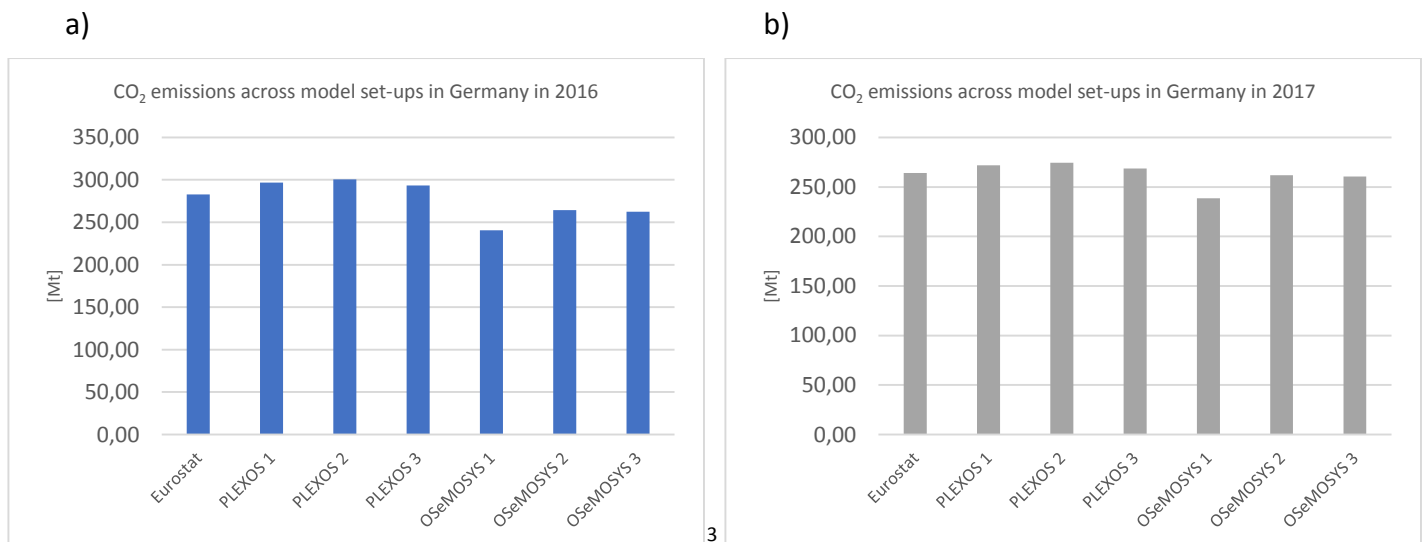 a)
CO₂ emissions across model set-ups in Germany in 2016
350,00
300,00
250,00
200,00
150,00
100,00
50,00
0,00
[Mt]
Eurostat
PLEXOS 1
PLEXOS 2
PLEXOS 3
OSeMOSYS 1
OSeMOSYS 2
OSeMOSYS 3
3
b)
CO₂ emissions across model set-ups in Germany in 2017
300,00
250,00
200,00
150,00
100,00
50,00
0,00
[Mt]
Eurostat
PLEXOS 1
PLEXOS 2
PLEXOS 3
OSeMOSYS 1
OSeMOSYS 2
OSeMOSYS 3